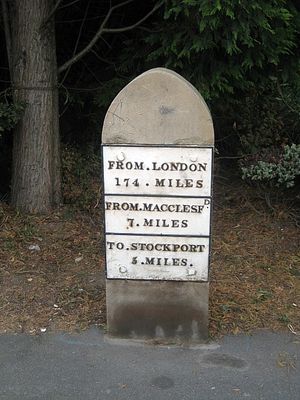 FROM.LONDON
174.MILES
FROM.MACCLESFD
7.MILES
TO.STOCKPORT
5.MILES.